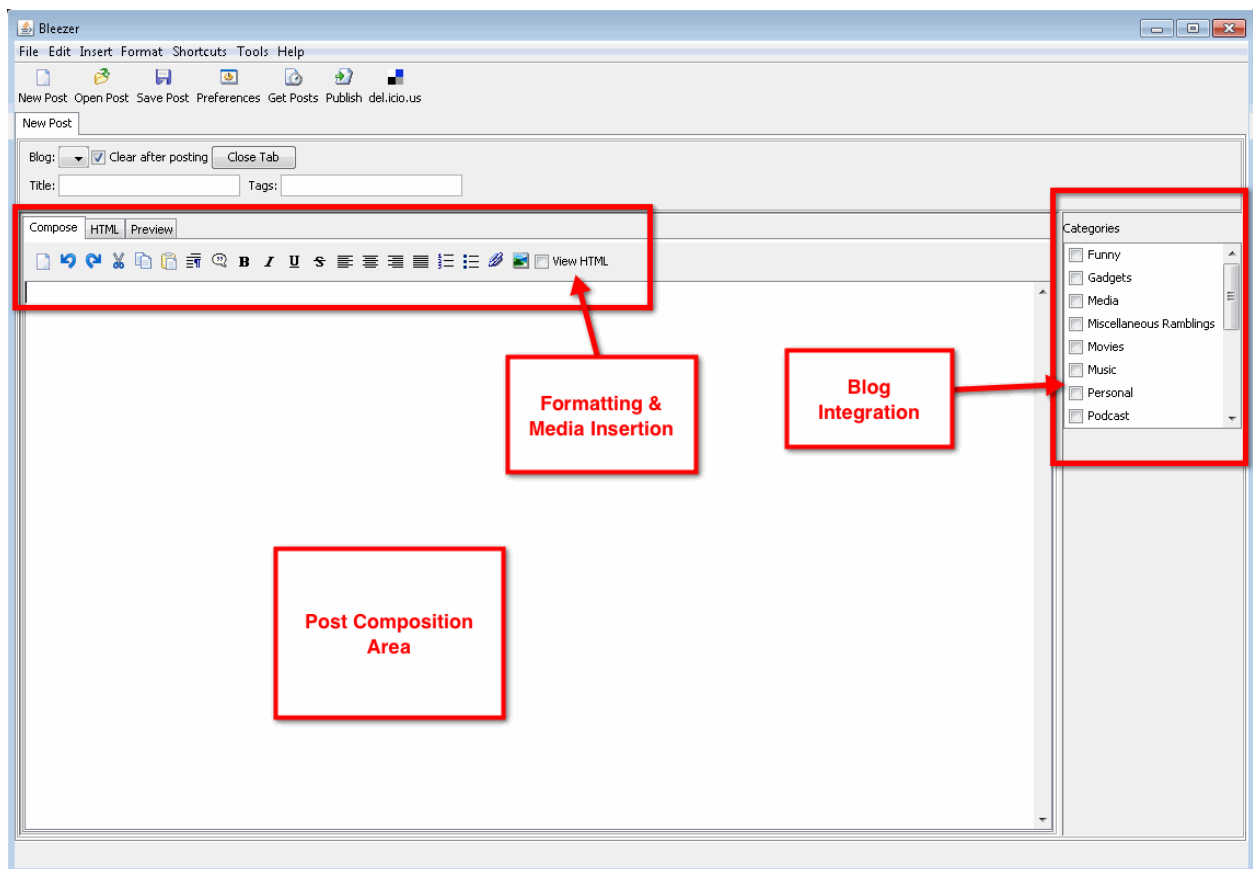 Bleezer
File Edit Insert Format Shortcuts Tools Help
New Post Open Post Save Post Preferences Get Posts Publish del.icio.us
New Post
Blog: Clear after posting Close Tab
Title: Tags:
Compose HTML Preview
Categories
B I U S View HTML
Funny
Gadgets
Media
Miscellaneous Ramblings
Movies
Music
Personal
Podcast
Formatting &
Media Insertion
Blog
Integration
Post Composition
Area